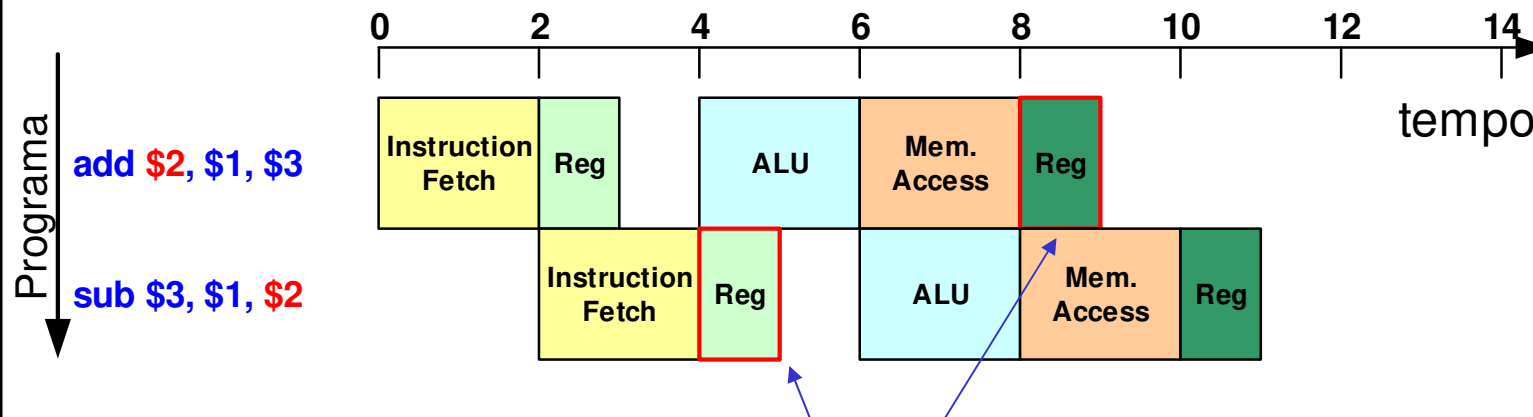 0 2 4 6 8 10 12 14
tempo
Programa
add $2, $1, $3
Instruction
Fetch
Reg
ALU
Mem.
Access
Reg
sub $3, $1, $2
Instruction
Fetch
Reg
ALU
Mem.
Access
Reg